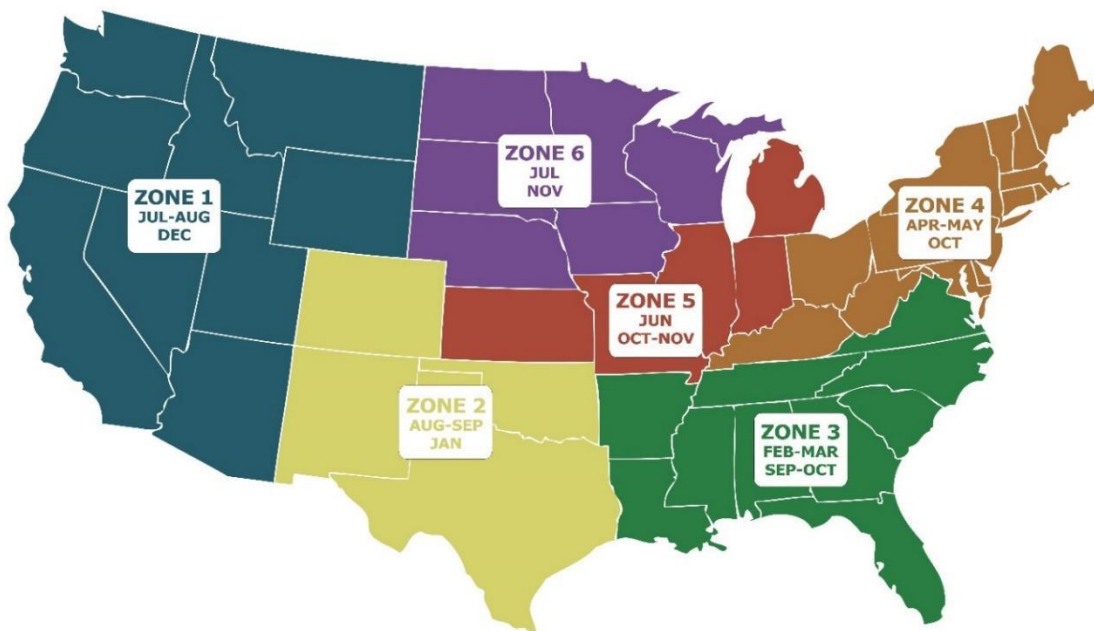 ZONE 1
JUL-AUG
DEC
ZONE 6
JUL
NOV
ZONE 4
APR-MAY
OCT
ZONE 5
JUN
OCT-NOV
ZONE 2
AUG-SEP
JAN
ZONE 3
FEB-MAR
SEP-OCT